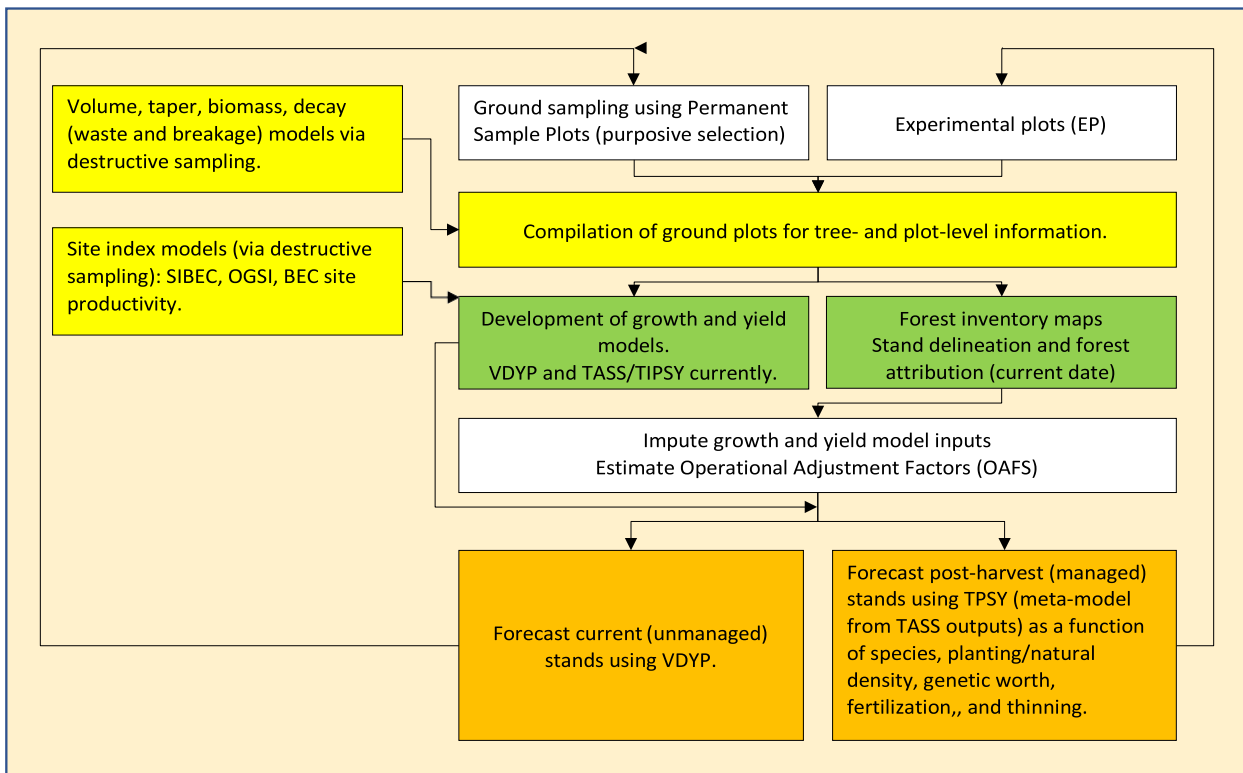 Volume, taper, biomass, decay
(waste and breakage) models via
destructive sampling.
Ground sampling using Permanent
Sample Plots (purposive selection)
Experimental plots (EP)
Compilation of ground plots for tree- and plot-level information.
Site index models (via destructive
sampling): SIBEC, OGSI, BEC site
productivity.
Development of growth and yield
models.
VDYP and TASS/TIPSY currently.
Forest inventory maps
Stand delineation and forest
attribution (current date)
Impute growth and yield model inputs
Estimate Operational Adjustment Factors (OAFS)
Forecast current (unmanaged)
stands using VDYP.
Forecast post-harvest (managed)
stands using TPSY (meta-model
from TASS outputs) as a function
of species, planting/natural
density, genetic worth,
fertilization,, and thinning.